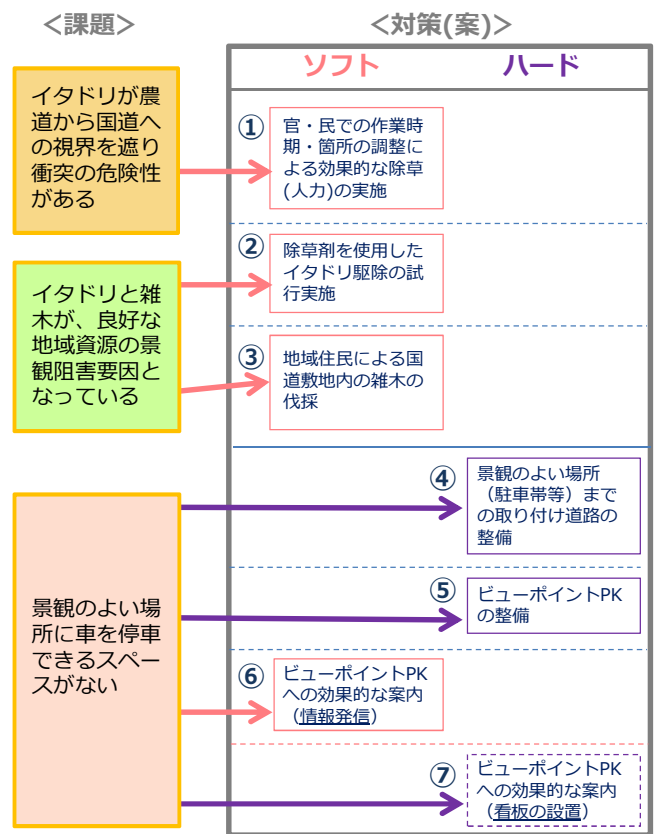 ＜課題＞
＜対策(案)＞
ソフト
ハード
イタドリが農
道から国道へ
の視界を遮り
衝突の危険性
がある
①
官・民での作業時
期・箇所の調整に
よる効果的な除草
(人力)の実施
②
除草剤を使用した
イタドリ駆除の試
行実施
イタドリと雑
木が、良好な
地域資源の景
観阻害要因と
なっている
③
地域住民による国
道敷地内の雑木の
伐採
④
景観のよい場所
（駐車帯等）まで
の取り付け道路の
整備
景観のよい場
所に車を停車
できるスペー
スがない
⑤
ビューポイントPK
の整備
⑥
ビューポイントPK
への効果的な案内
（情報発信）
⑦
ビューポイントPK
への効果的な案内
（看板の設置）